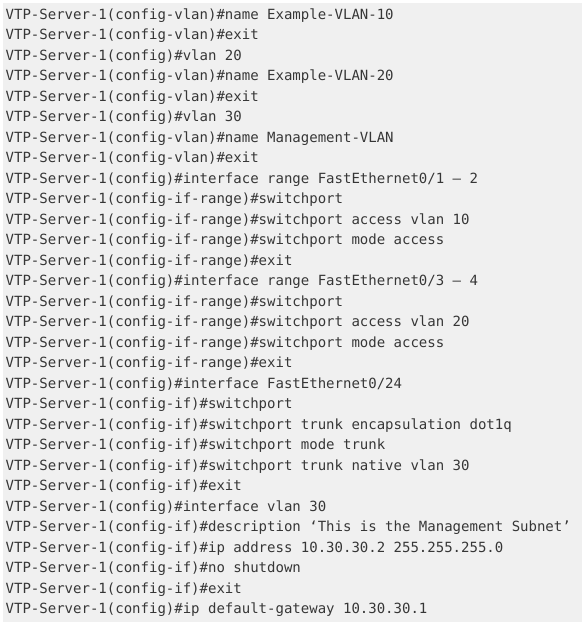 VTP-Server-1(config-vlan)#name Example-VLAN-10
VTP-Server-1(config-vlan)#exit
VTP-Server-1(config)#vlan 20
VTP-Server-1(config-vlan)#name Example-VLAN-20
VTP-Server-1(config-vlan)#exit
VTP-Server-1(config)#vlan 30
VTP-Server-1(config-vlan)#name Management-VLAN
VTP-Server-1(config-vlan)#exit
VTP-Server-1(config)#interface range FastEthernet0/1 – 2
VTP-Server-1(config-if-range)#switchport
VTP-Server-1(config-if-range)#switchport access vlan 10
VTP-Server-1(config-if-range)#switchport mode access
VTP-Server-1(config-if-range)#exit
VTP-Server-1(config)#interface range FastEthernet0/3 – 4
VTP-Server-1(config-if-range)#switchport
VTP-Server-1(config-if-range)#switchport access vlan 20
VTP-Server-1(config-if-range)#switchport mode access
VTP-Server-1(config-if-range)#exit
VTP-Server-1(config)#interface FastEthernet0/24
VTP-Server-1(config-if)#switchport
VTP-Server-1(config-if)#switchport trunk encapsulation dot1q
VTP-Server-1(config-if)#switchport mode trunk
VTP-Server-1(config-if)#switchport trunk native vlan 30
VTP-Server-1(config-if)#exit
VTP-Server-1(config)#interface vlan 30
VTP-Server-1(config-if)#description ‘This is the Management Subnet’
VTP-Server-1(config-if)#ip address 10.30.30.2 255.255.255.0
VTP-Server-1(config-if)#no shutdown
VTP-Server-1(config-if)#exit
VTP-Server-1(config)#ip default-gateway 10.30.30.1